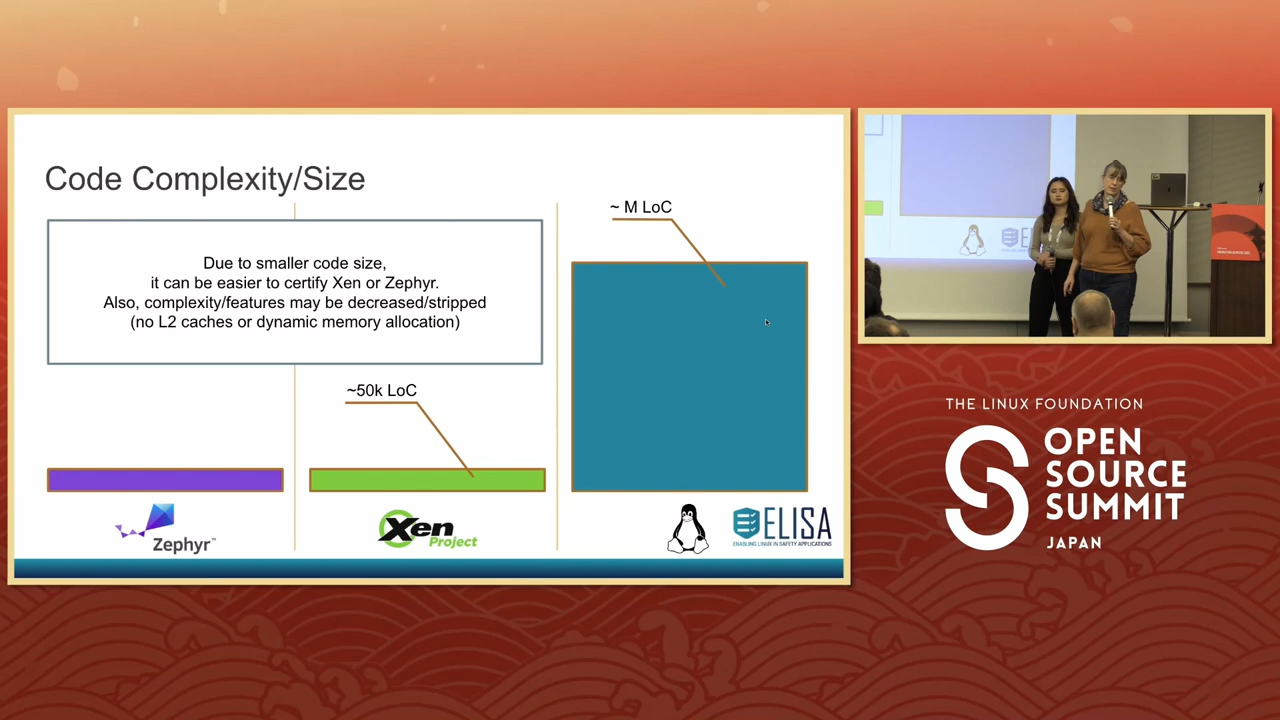 Code Complexity/Size
~ M LoC
Due to smaller code size,
it can be easier to certify Xen or Zephyr.
Also, complexity/features may be decreased/stripped
(no L2 caches or dynamic memory allocation)
~50k LoC
Zephyr™
Xen
Project
ELISA
ENABLING LINUX IN SAFETY APPLICATIONS
THE LINUX FOUNDATION
OPEN
SOURCE
SUMMIT
JAPAN